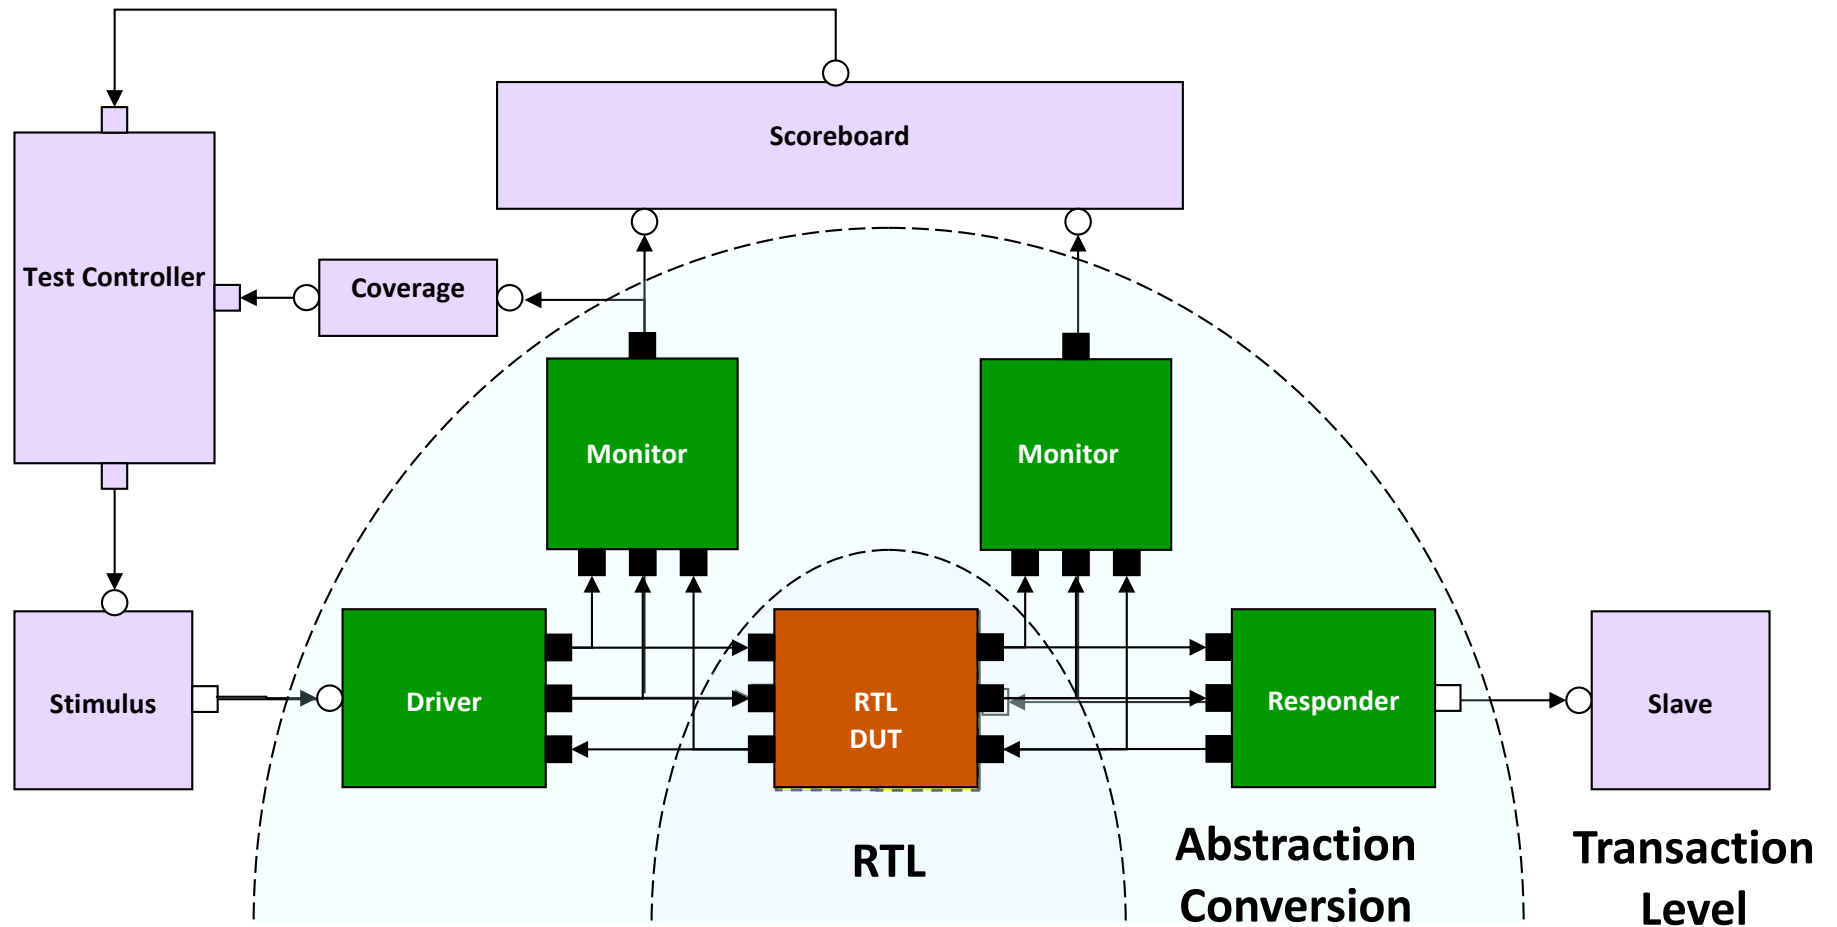 Scoreboard
Test Controller
Coverage
Monitor
Monitor
Stimulus
Driver
RTL
DUT
Responder
Slave
RTL
Abstraction
Conversion
Transaction
Level